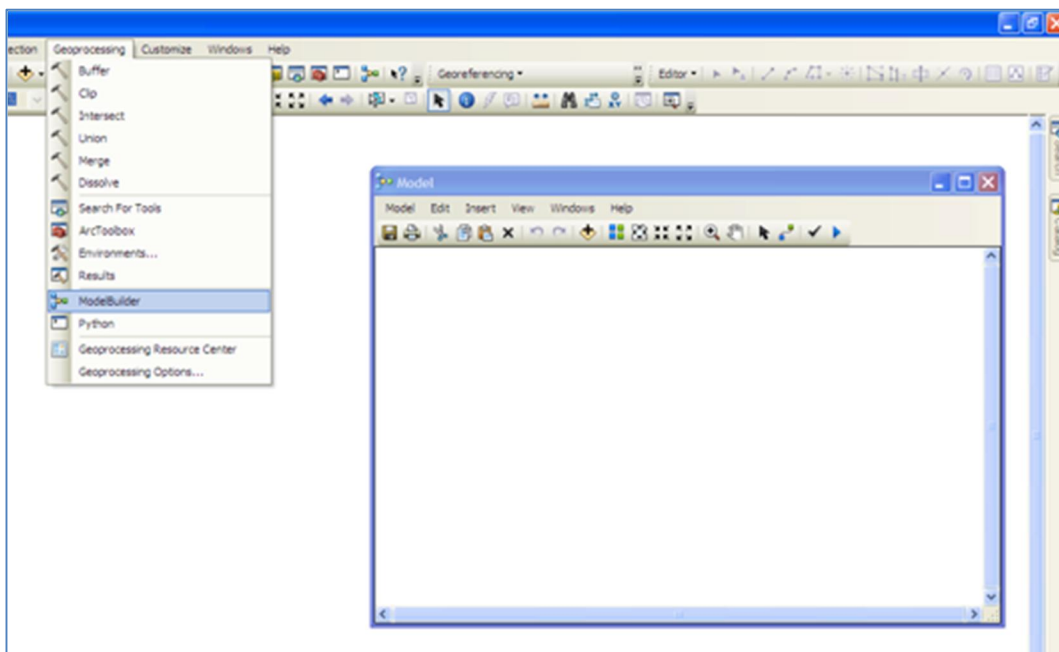 ection Geoprocessing Customize Windows Help
Georeferencing Editor
Buffer
Clip
Intersect
Union
Merge
Dissolve
Search For Tools
ArcToolbox
Environments...
Results
ModelBuilder
Python
Geoprocessing Resource Center
Geoprocessing Options...
Model
Model Edit Insert View Windows Help